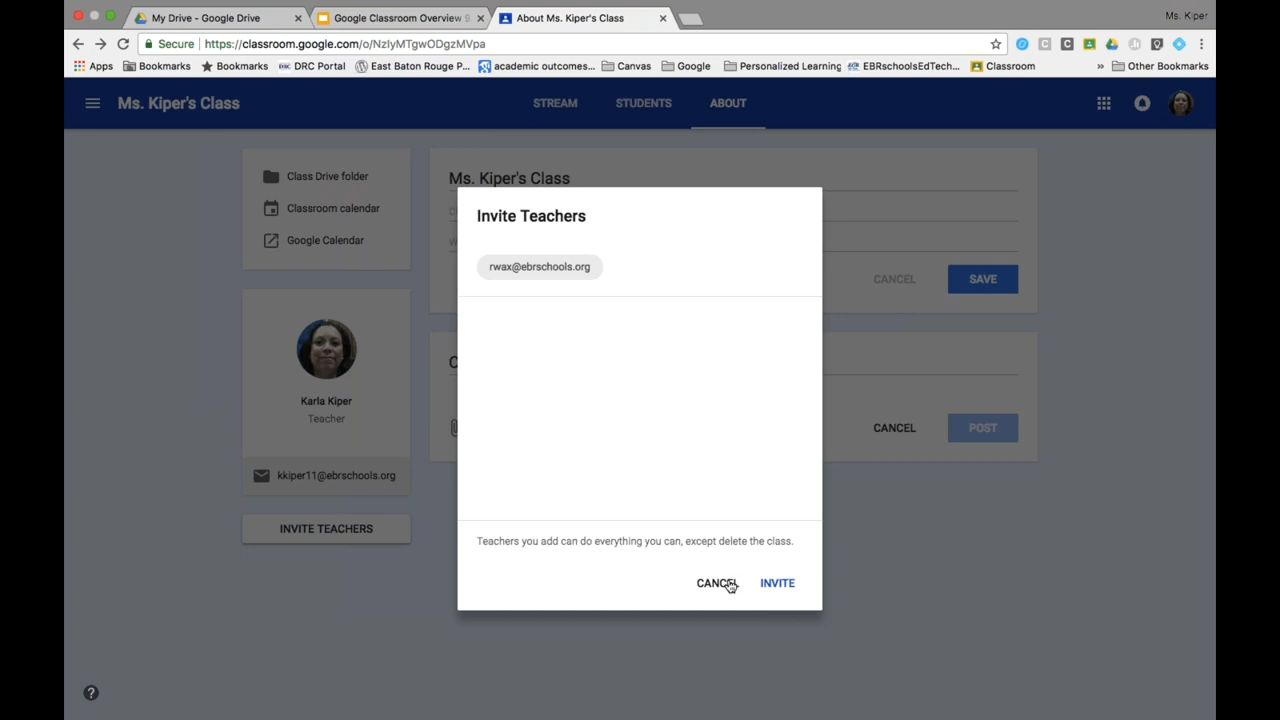 My Drive - Google Drive
Google Classroom Overview 9
About Ms. Kiper's Class
Ms. Kiper
Secure
https://classroom.google.com/o/NzIyMTgwODgzMVpa
Apps
Bookmarks
Bookmarks
DRC Portal
East Baton Rouge P...
academic outcomes...
Canvas
Google
Personalized Learning
EBRschoolsEdTech...
Classroom
»
Other Bookmarks
Ms. Kiper's Class
STREAM
STUDENTS
ABOUT
Class Drive folder
Classroom calendar
Google Calendar
Ms. Kiper's Class
CANCEL
SAVE
Invite Teachers
rwax@ebrschools.org
Karla Kiper
Teacher
kkiper11@ebrschools.org
INVITE TEACHERS
CANCEL
POST
Teachers you add can do everything you can, except delete the class.
CANCEL
INVITE
?